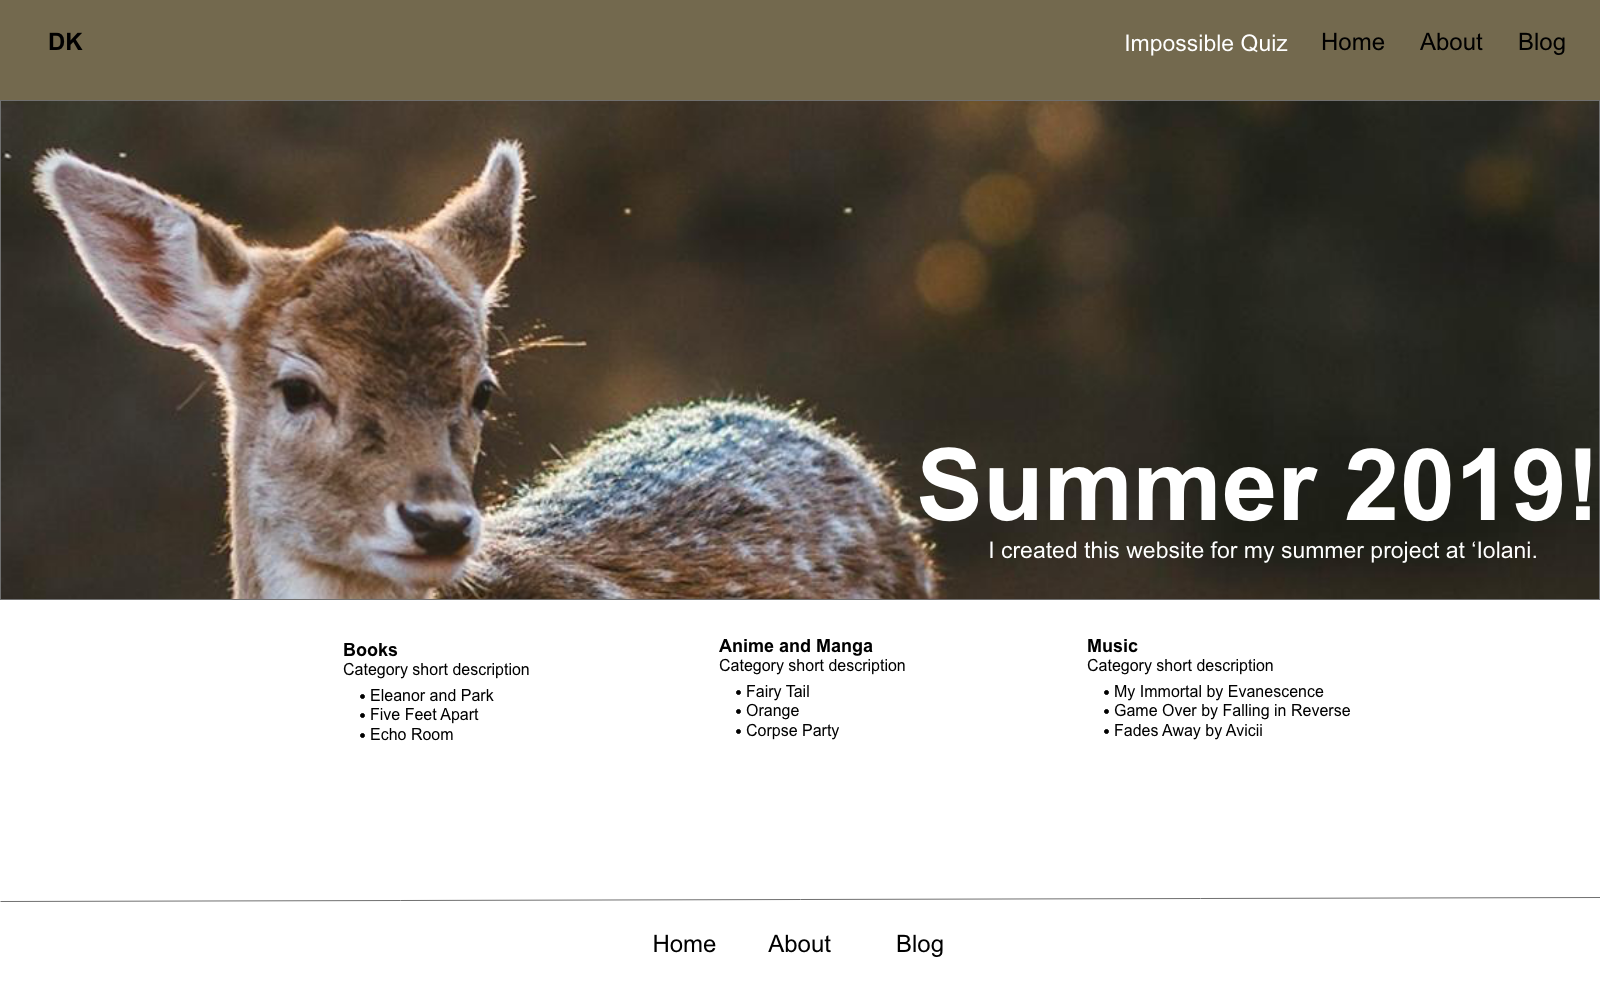 DK
Impossible Quiz Home About Blog
Summer 2019!
I created this website for my summer project at ‘Iolani.
Books
Category short description
• Eleanor and Park
• Five Feet Apart
• Echo Room
Anime and Manga
Category short description
• Fairy Tail
• Orange
• Corpse Party
Music
Category short description
• My Immortal by Evanescence
• Game Over by Falling in Reverse
• Fades Away by Avicii
Home About Blog